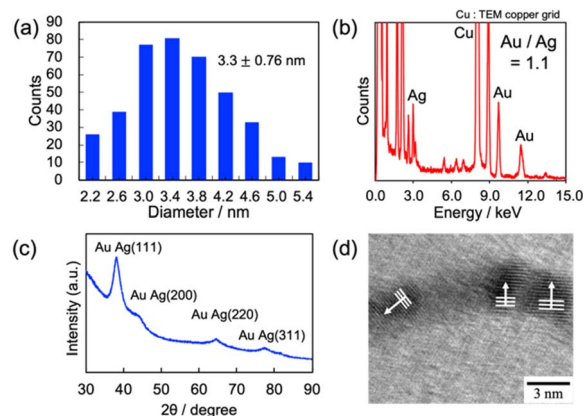 (a)
3.3 ± 0.76 nm
Counts
90
80
70
60
50
40
30
20
10
0
2.2 2.6 3.0 3.4 3.8 4.2 4.6 5.0 5.4
Diameter / nm
(b)
Cu : TEM copper grid
Au / Ag
= 1.1
Cu
Ag
Au
Au
Counts
0.0 3.0 6.0 9.0 12.0 15.0
Energy / keV
(c)
Au Ag(111)
Au Ag(200)
Au Ag(220)
Au Ag(311)
Intensity (a.u.)
30 40 50 60 70 80 90
2θ / degree
(d)
3 nm